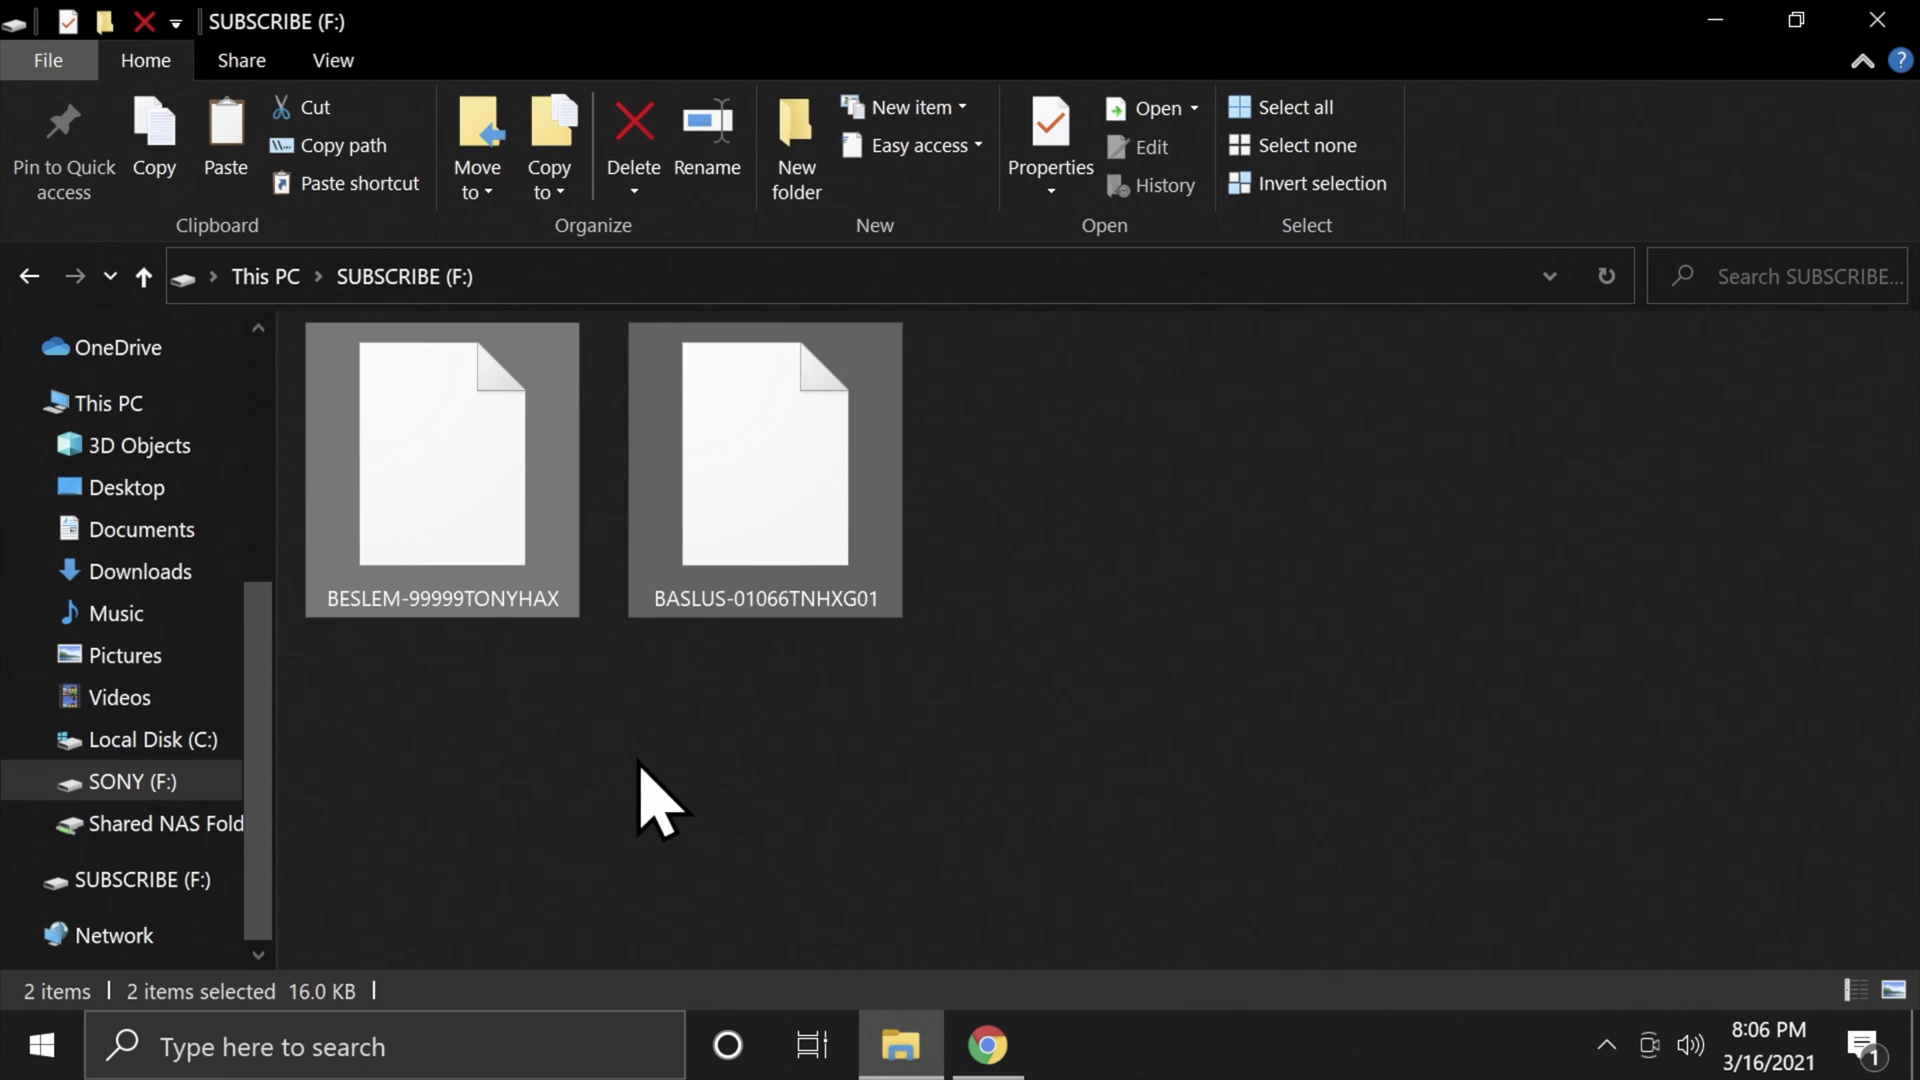 SUBSCRIBE (F:)
File
Home
Share
View
?
Pin to Quick
access
Copy
Paste
Cut
Copy path
Paste shortcut
Clipboard
Move
to
Copy
to
Delete
Rename
Organize
New
folder
New item
Easy access
New
Properties
Open
Edit
History
Open
Select all
Select none
Invert selection
Select
This PC
SUBSCRIBE (F:)
Search SUBSCRIBE...
OneDrive
This PC
3D Objects
Desktop
Documents
Downloads
Music
Pictures
Videos
Local Disk (C:)
SONY (F:)
Shared NAS Fold
SUBSCRIBE (F:)
Network
BESLEM-99999TONYHAX
BASLUS-01066TNHXG01
2 items
2 items selected 16.0 KB
Type here to search
8:06 PM
3/16/2021
1